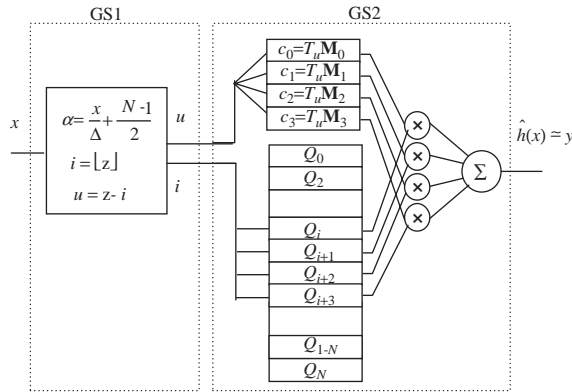 GS1
GS2
x
α= x/Δ + N-1/2
i =⌊z⌋
u = z- i
u
i
c₀=TᵤM₀
c₁=TᵤM₁
c₂=TᵤM₂
c₃=TᵤM₃
Q₀
Q₂
Qᵢ
Qᵢ₊₁
Qᵢ₊₂
Qᵢ₊₃
Q₁₋N
Q_N
×
×
×
×
Σ
ĥ(x) ≃ y